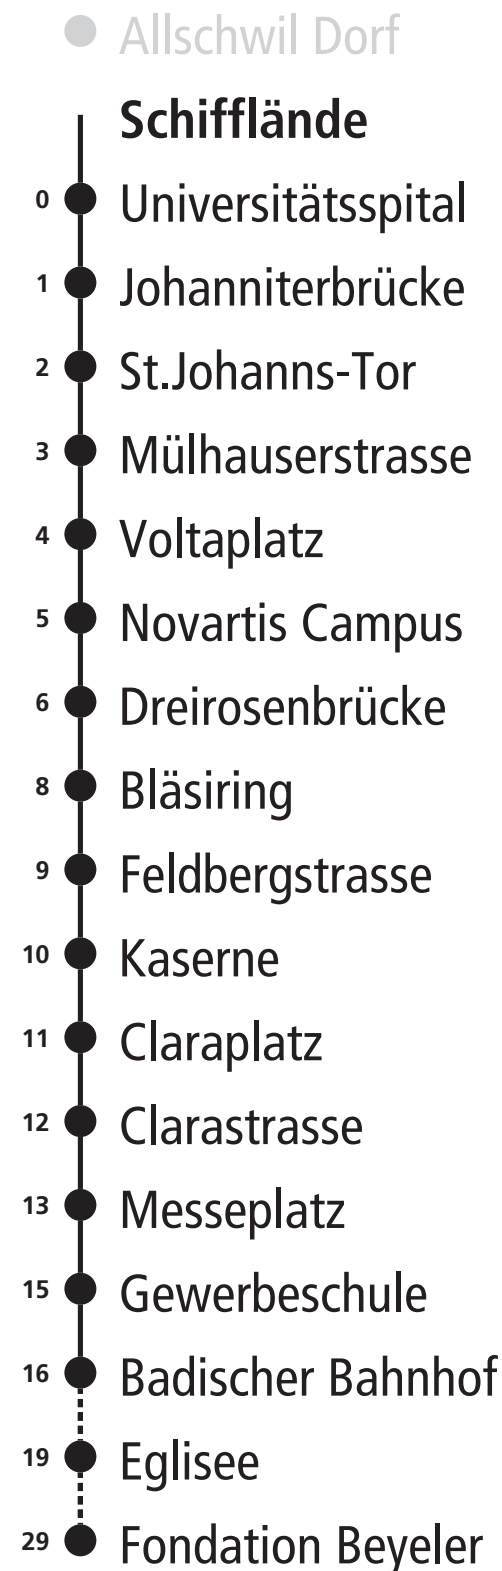 Allschwil Dorf
Schifflände
0 Universitätsspital
1 Johanniterbrücke
2 St.Johanns-Tor
3 Mülhauserstrasse
4 Voltaplatz
5 Novartis Campus
6 Dreirosenbrücke
8 Bläsiring
9 Feldbergstrasse
10 Kaserne
11 Claraplatz
12 Clarastrasse
13 Messeplatz
15 Gewerbeschule
16 Badischer Bahnhof
19 Eglisee
29 Fondation Beyeler